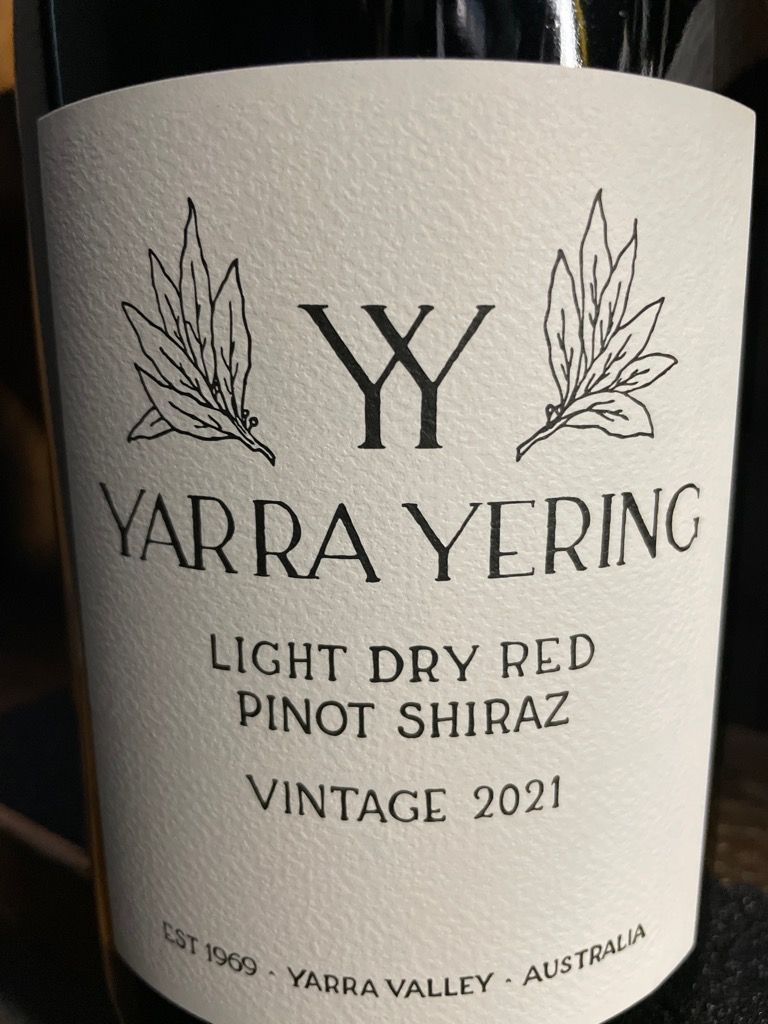 YY
YARRA YERING
LIGHT DRY RED
PINOT SHIRAZ
VINTAGE 2021
EST 1969 · YARRA VALLEY · AUSTRALIA